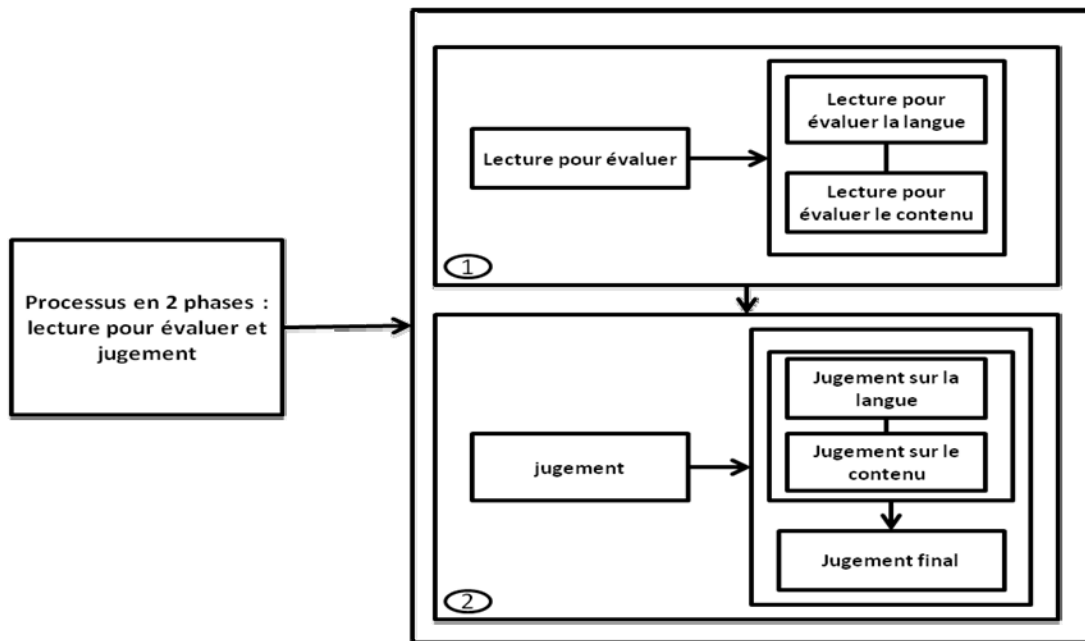 Processus en 2 phases :
lecture pour évaluer et
jugement
Lecture pour évaluer
Lecture pour
évaluer la langue
Lecture pour
évaluer le contenu
1
jugement
Jugement sur la
langue
Jugement sur le
contenu
Jugement final
2